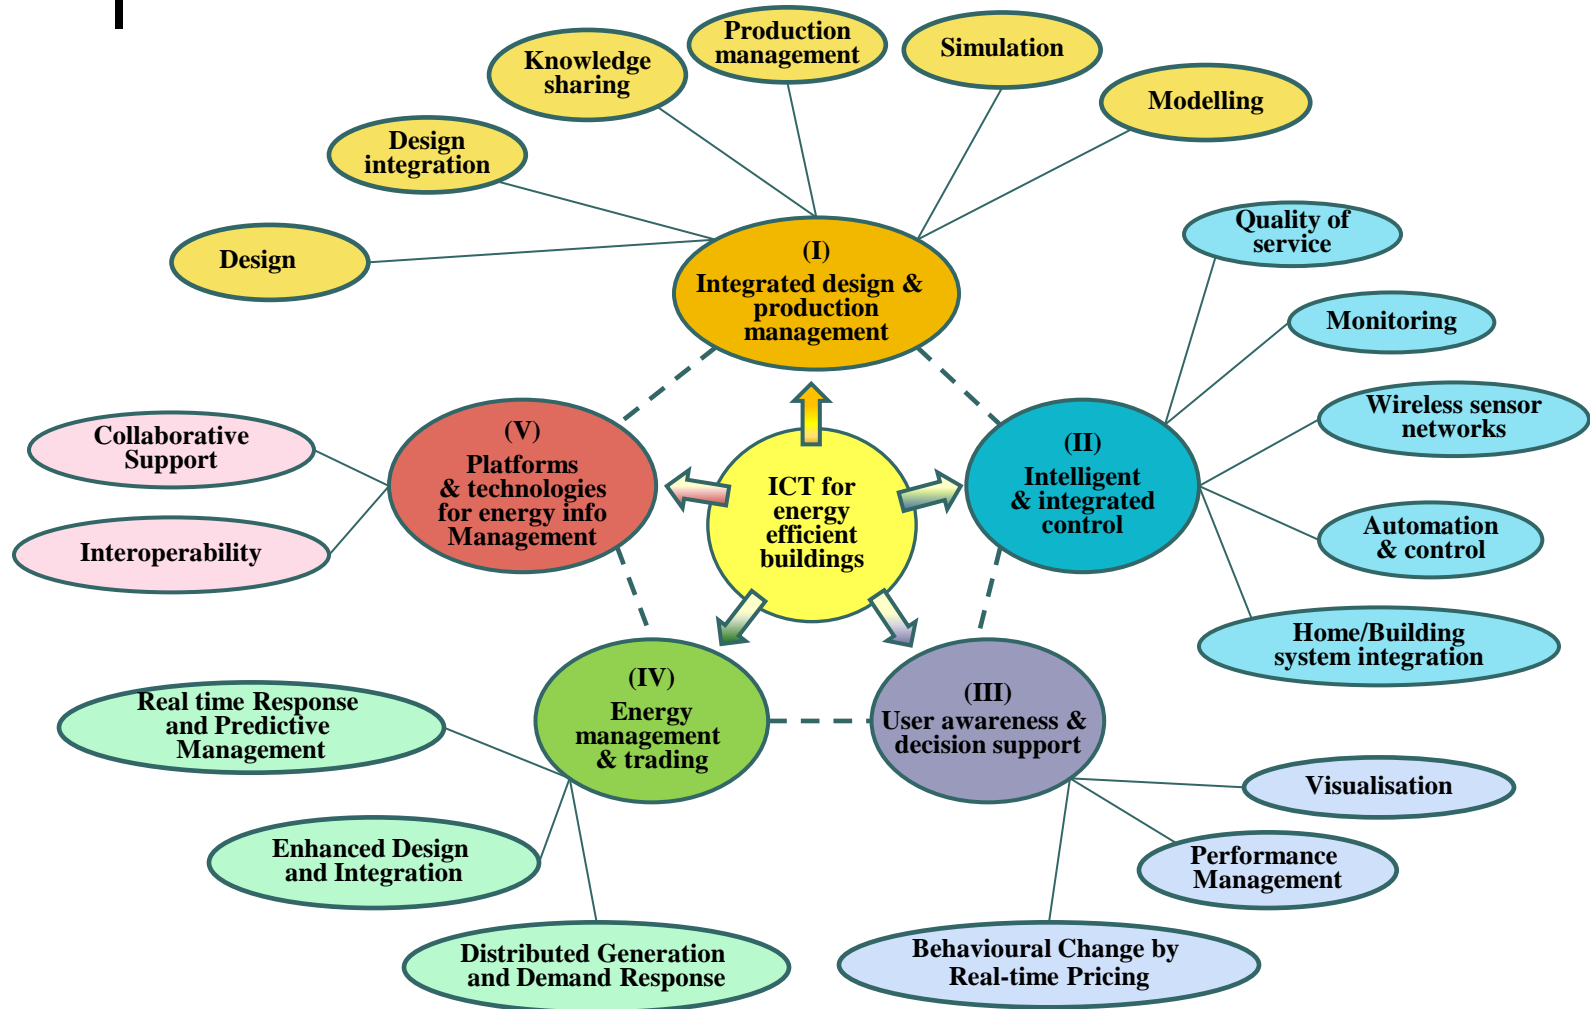 Production
management
Simulation
Knowledge
sharing
Modelling
Design
integration
Design
(I)
Integrated design &
production
management
Quality of
service
Monitoring
Wireless sensor
networks
Automation
& control
Home/Building
system integration
(II)
Intelligent
& integrated
control
ICT for
energy
efficient
buildings
(V)
Platforms
& technologies
for energy info
Management
Collaborative
Support
Interoperability
(IV)
Energy
management
& trading
(III)
User awareness &
decision support
Real time Response
and Predictive
Management
Enhanced Design
and Integration
Distributed Generation
and Demand Response
Visualisation
Performance
Management
Behavioural Change by
Real-time Pricing